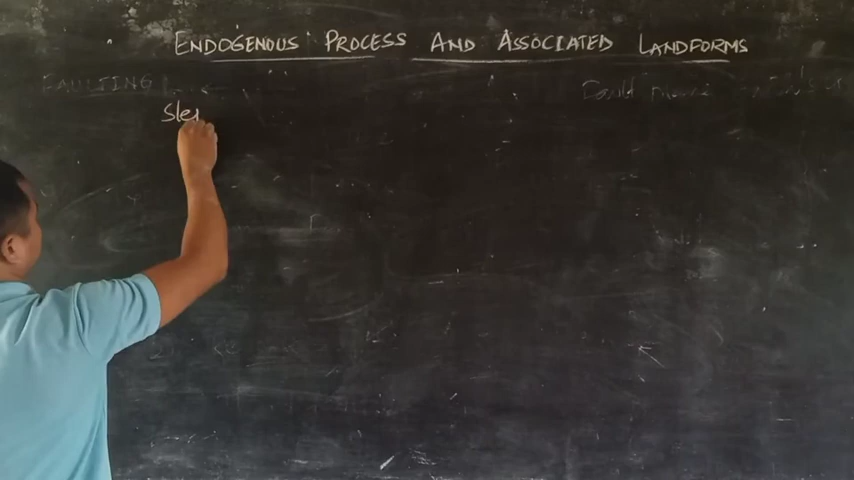 ENDOGENOUS PROCESS AND ASSOCIATED LANDFORMS
FAULTING
Sle